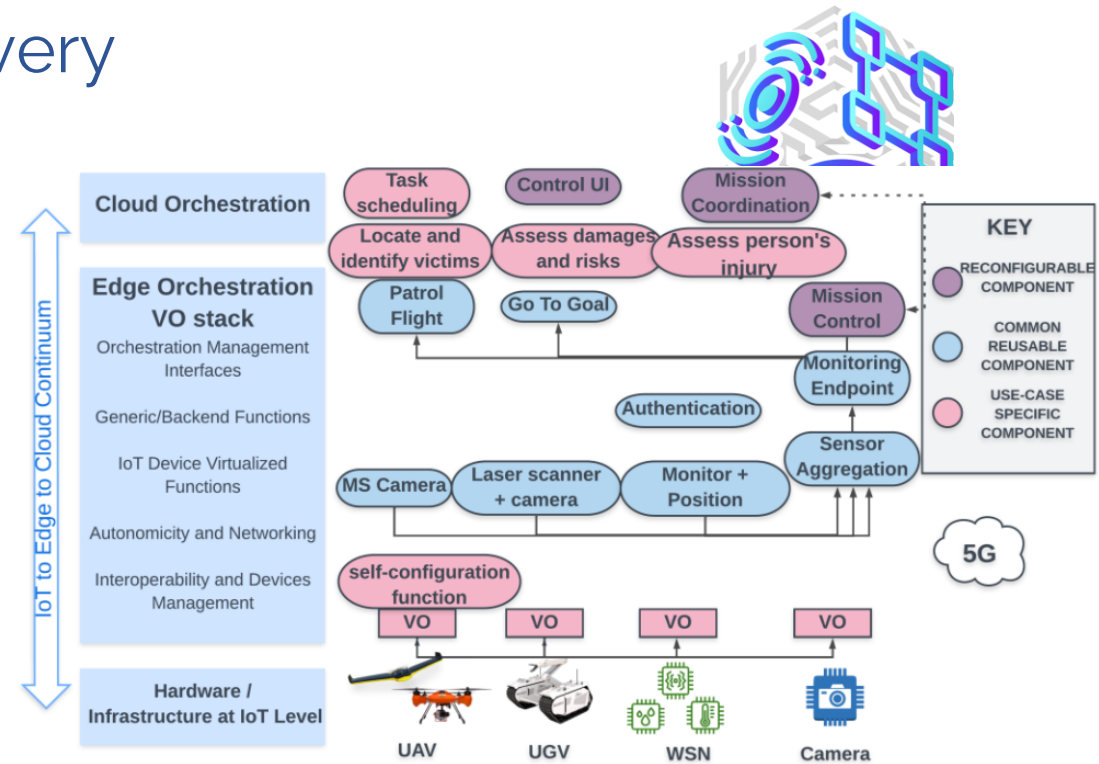 very
Cloud Orchestration
Task
scheduling
Control UI
Mission
Coordination
Locate and
identify victims
Assess damages
and risks
Assess person's
injury
KEY
RECONFIGURABLE
COMPONENT
COMMON
REUSABLE
COMPONENT
USE-CASE
SPECIFIC
COMPONENT
IoT to Edge to Cloud Continuum
Edge Orchestration
VO stack
Orchestration Management
Interfaces
Generic/Backend Functions
IoT Device Virtualized
Functions
Autonomicity and Networking
Interoperability and Devices
Management
Patrol
Flight
Go To Goal
Mission
Control
Monitoring
Endpoint
Authentication
Sensor
Aggregation
MS Camera
Laser scanner
+ camera
Monitor +
Position
5G
self-configuration
function
VO
VO
VO
VO
Hardware /
Infrastructure at IoT Level
UAV
UGV
WSN
Camera